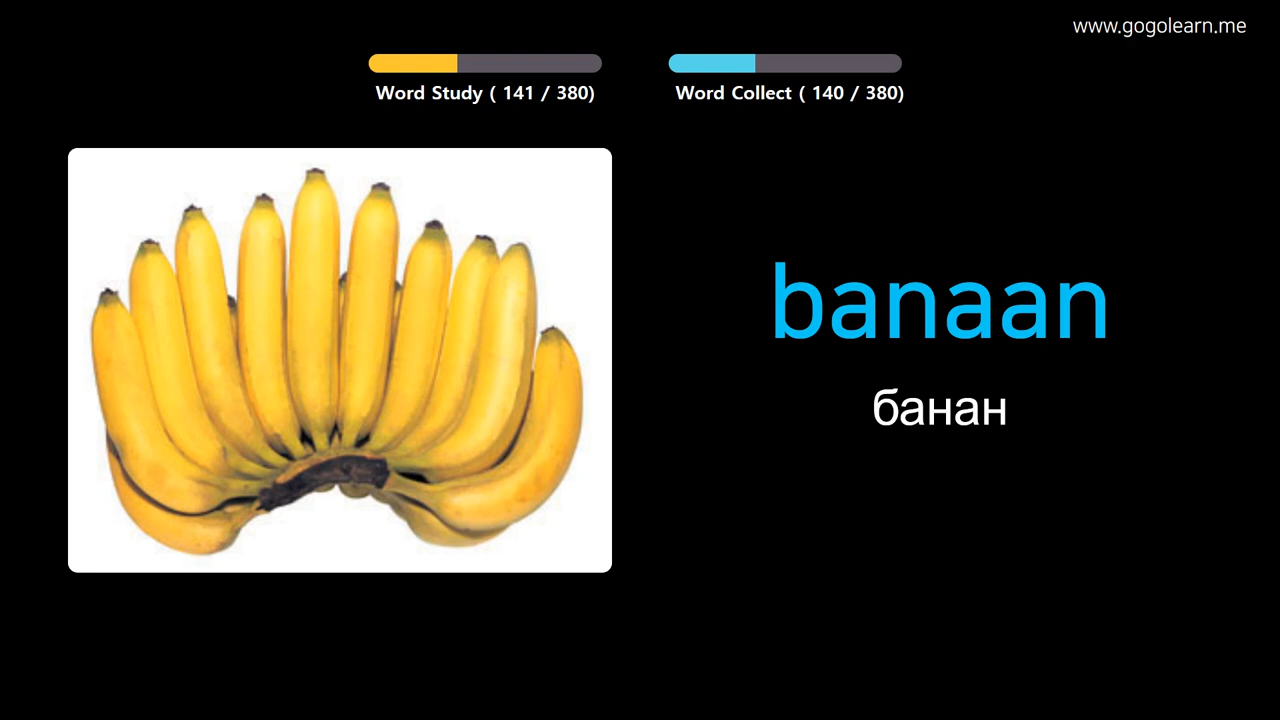 www.gogolearn.me
Word Study ( 141 / 380)
Word Collect ( 140 / 380)
banaan
банан